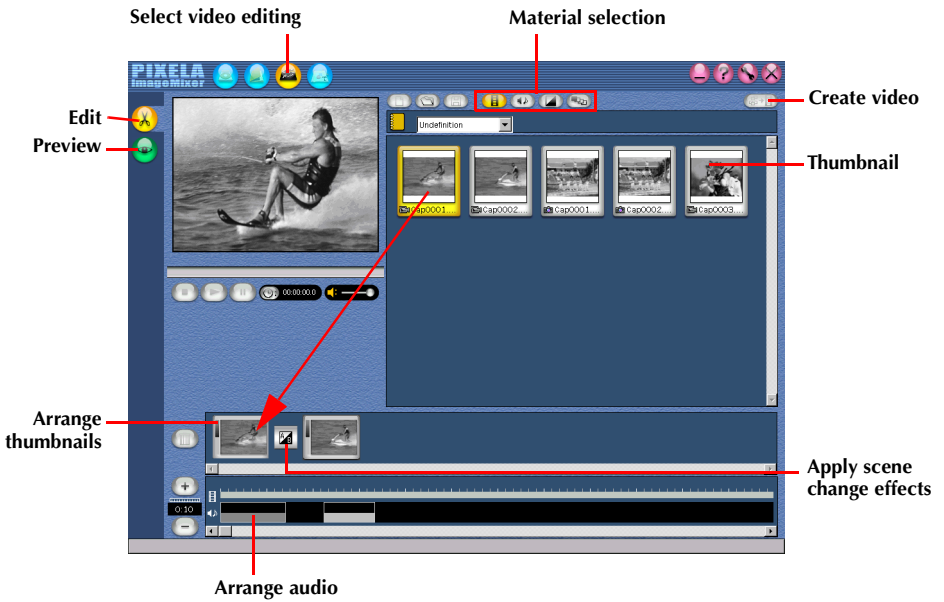 Select video editing
Material selection
PIXELA
ImageMixer
Edit
Preview
Create video
Undefinition
Thumbnail
Cap0001...
Cap0002...
Cap0001...
Cap0002...
Cap0003...
00:00:00.0
Arrange
thumbnails
A
B
Apply scene
change effects
0:10
Arrange audio